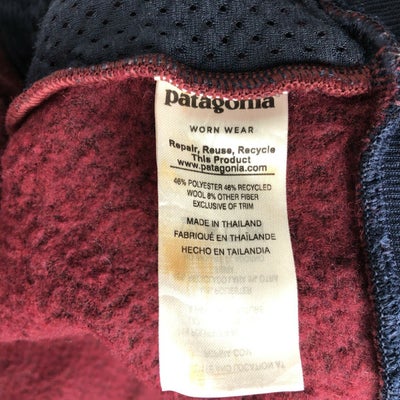 patagonia
WORN WEAR
Repair, Reuse, Recycle
This Product
www.patagonia.com
46% POLYESTER 46% RECYCLED
WOOL 8% OTHER FIBER
EXCLUSIVE OF TRIM
MADE IN THAILAND
FABRIQUÉ EN THAÏLANDE
HECHO EN TAILANDIA